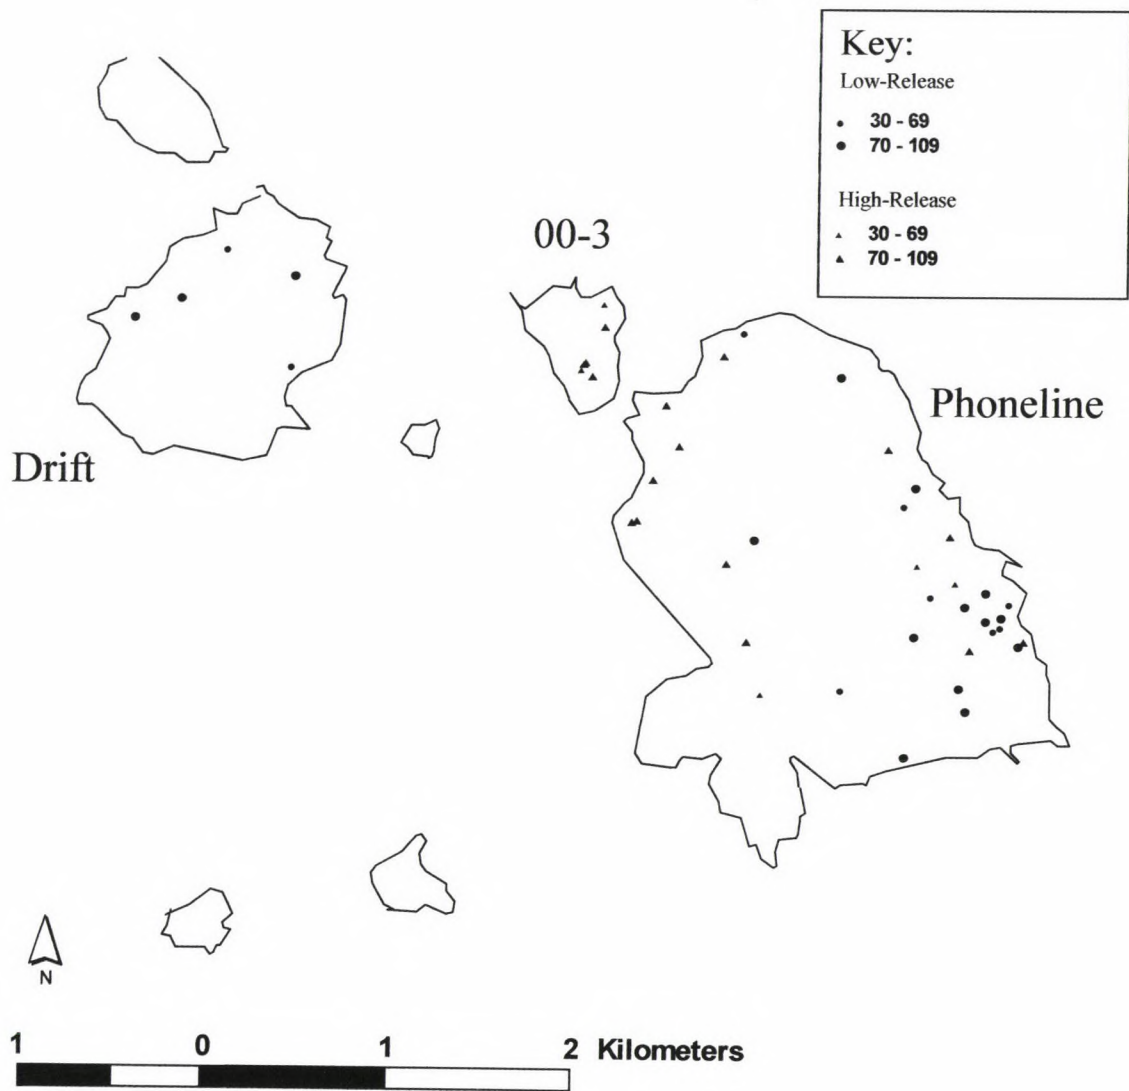 Key:
Low-Release
30 - 69
70 - 109
High-Release
30 - 69
70 - 109
00-3
Phoneline
Drift
N
1 0 1 2 Kilometers